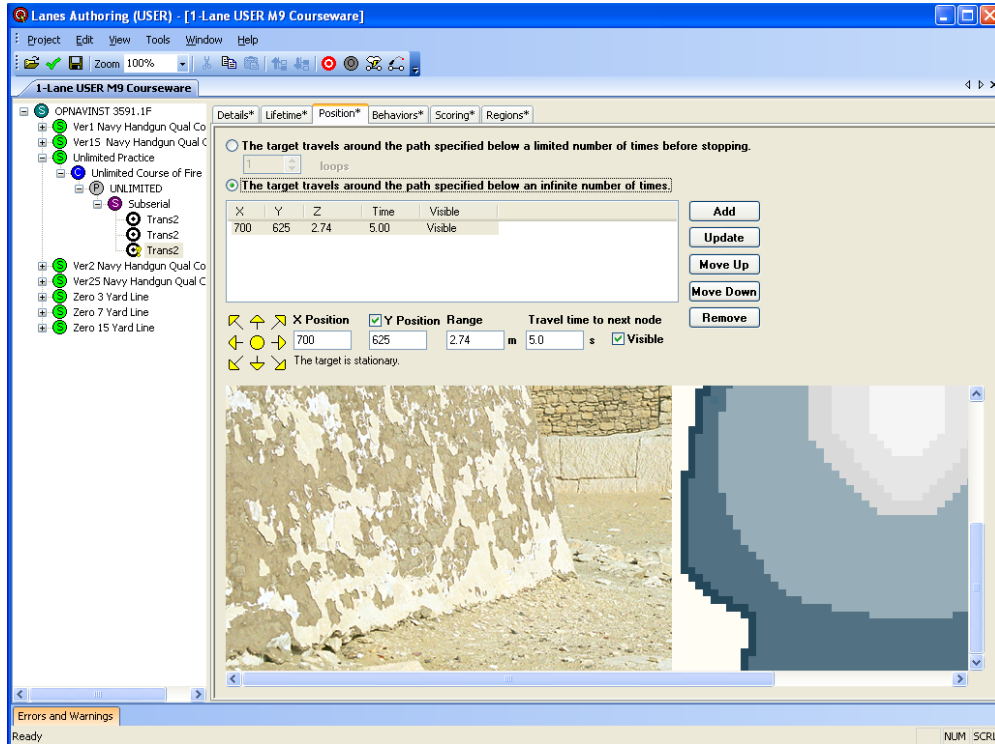 Lanes Authoring (USER) - [1-Lane USER M9 Courseware]
Project Edit View Tools Window Help
Zoom 100%
1-Lane USER M9 Courseware
OPNAVINST 3591.1F
Ver1 Navy Handgun Qual Co
Ver1S Navy Handgun Qual C
Unlimited Practice
Unlimited Course of Fire
UNLIMITED
Subserial
Trans2
Trans2
Trans2
Ver2 Navy Handgun Qual Co
Ver2S Navy Handgun Qual C
Zero 3 Yard Line
Zero 7 Yard Line
Zero 15 Yard Line
Details* Lifetime* Position* Behaviors* Scoring* Regions*
The target travels around the path specified below a limited number of times before stopping.
1 loops
The target travels around the path specified below an infinite number of times.
X Y Z Time Visible
700 625 2.74 5.00 Visible
Add
Update
Move Up
Move Down
Remove
X Position Y Position Range Travel time to next node
700 625 2.74 m 5.0 s Visible
The target is stationary.
Errors and Warnings
Ready NUM SCRL